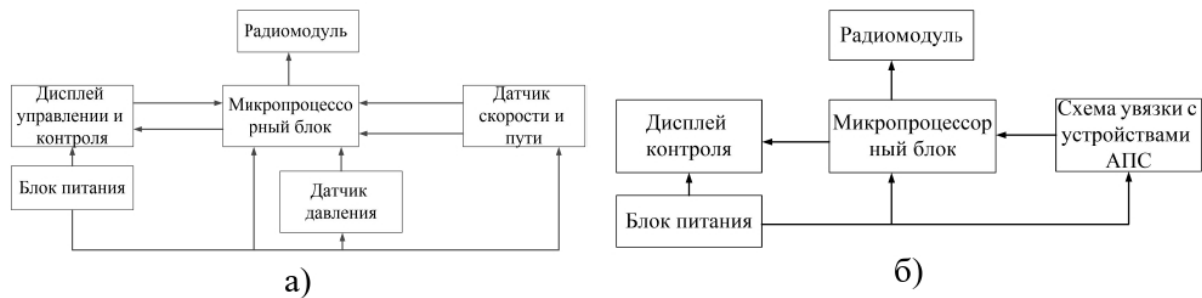 Радиомодуль
Дисплей
управлении и
контроля
Микропроцессо
рный блок
Датчик
скорости и
пути
Блок питания
Датчик
давления
а)
Радиомодуль
Дисплей
контроля
Микропроцессор
ный блок
Схема увязки с
устройствами
АПС
Блок питания
б)